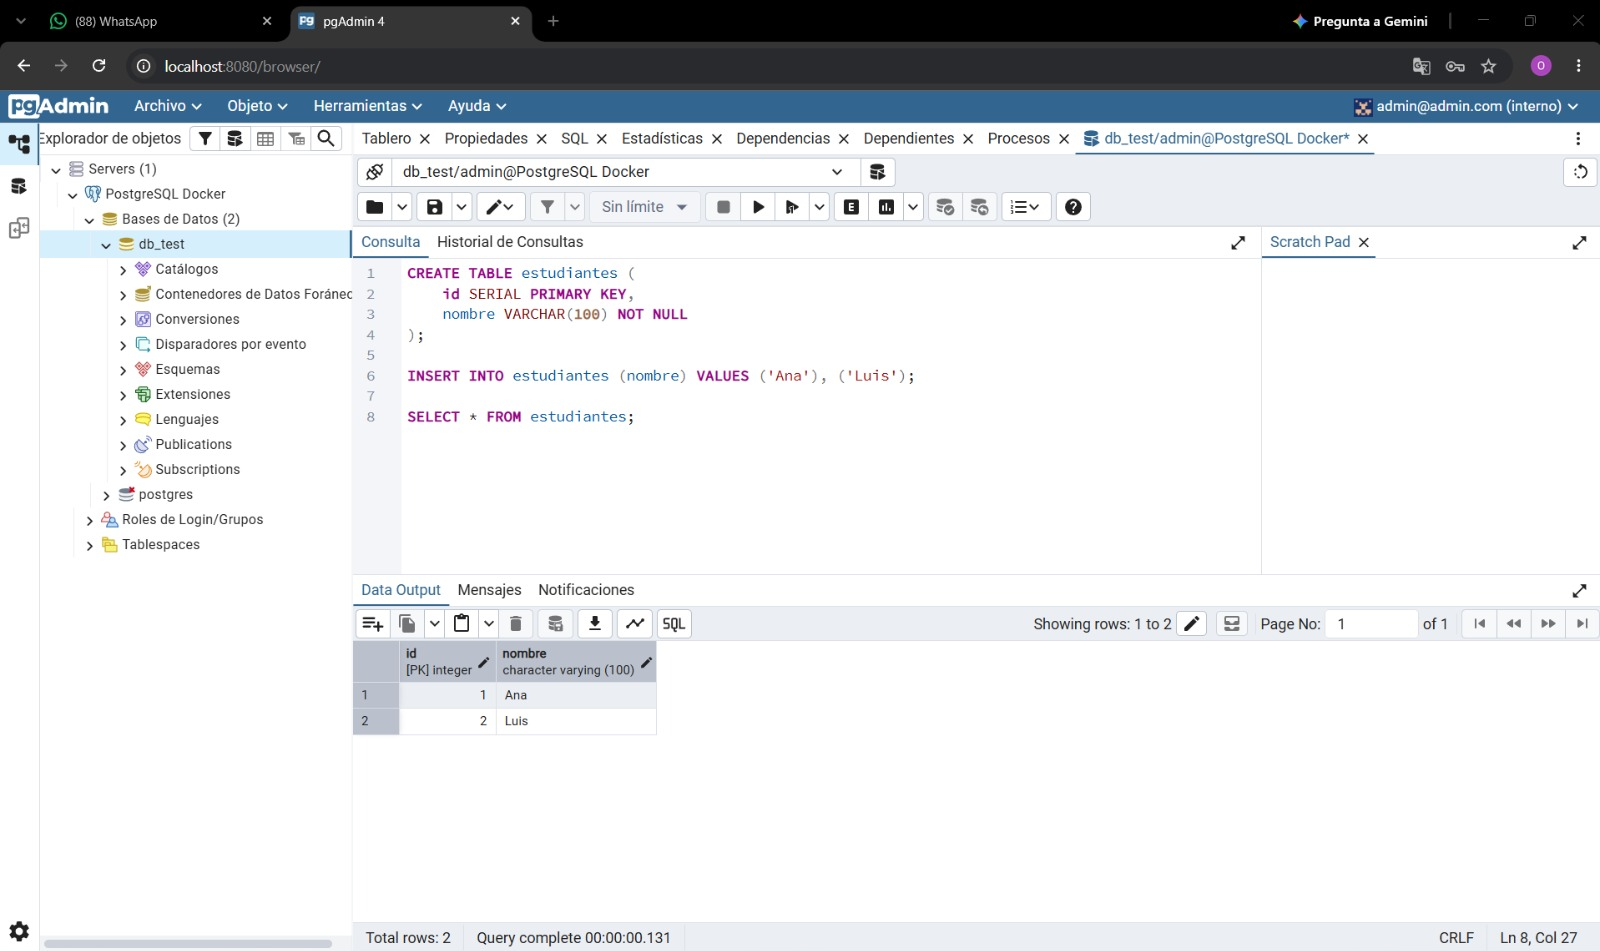 (88) WhatsApp
pgAdmin 4
Pregunta a Gemini
localhost:8080/browser/
O
pgAdmin
Archivo
Objeto
Herramientas
Ayuda
admin@admin.com (interno)
Explorador de objetos
Tablero
Propiedades
SQL
Estadísticas
Dependencias
Dependientes
Procesos
db_test/admin@PostgreSQL Docker*
Servers (1)
PostgreSQL Docker
Bases de Datos (2)
db_test
Catálogos
Contenedores de Datos Foráneo
Conversiones
Disparadores por evento
Esquemas
Extensiones
Lenguajes
Publications
Subscriptions
postgres
Roles de Login/Grupos
Tablespaces
db_test/admin@PostgreSQL Docker
Sin límite
E
Consulta
Historial de Consultas
Scratch Pad
1 CREATE TABLE estudiantes (
2 id SERIAL PRIMARY KEY,
3 nombre VARCHAR(100) NOT NULL
4 );
5
6 INSERT INTO estudiantes (nombre) VALUES ('Ana'), ('Luis');
7
8 SELECT * FROM estudiantes;
Data Output
Mensajes
Notificaciones
SQL
Showing rows: 1 to 2
Page No: 1 of 1
id
[PK] integer
nombre
character varying (100)
1 1 Ana
2 2 Luis
Total rows: 2
Query complete 00:00:00.131
CRLF
Ln 8, Col 27